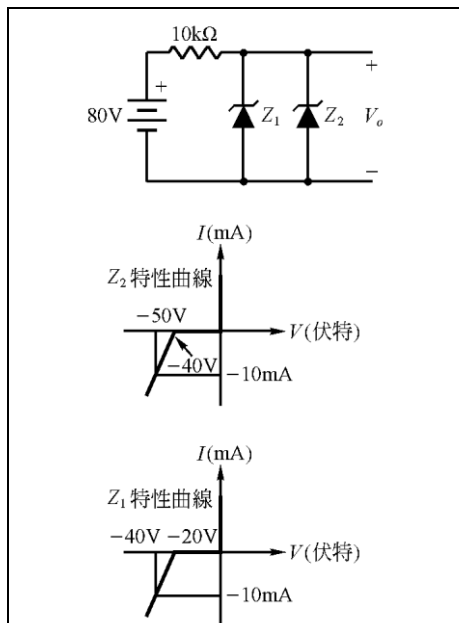 10kΩ
+
+
80V
Z₁
Z₂
Vₒ
−
I(mA)
Z₂特性曲線
−50V
V(伏特)
−40V
−10mA
I(mA)
Z₁特性曲線
−40V −20V
V(伏特)
−10mA